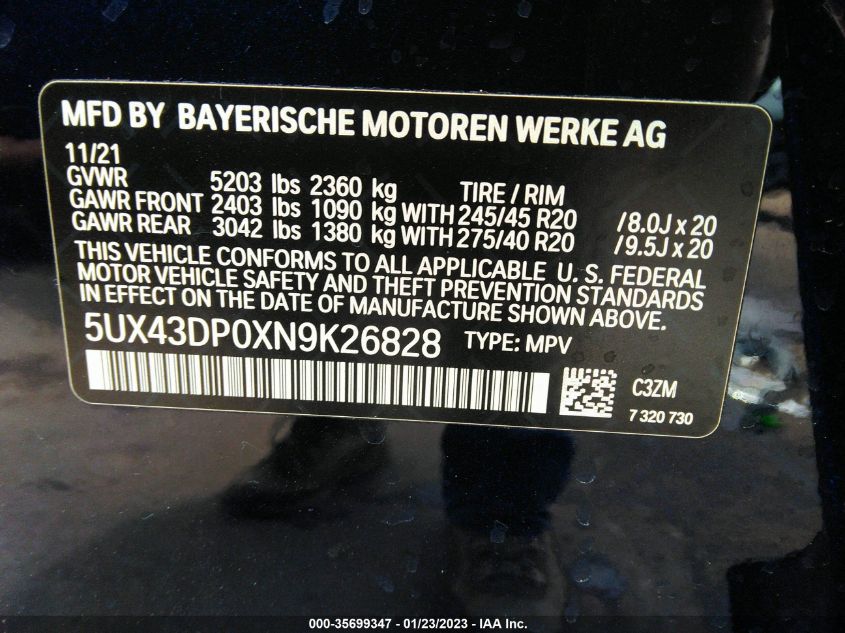 MFD BY BAYERISCHE MOTOREN WERKE AG
11/21
GVWR 5203 lbs 2360 kg TIRE / RIM
GAWR FRONT 2403 lbs 1090 kg WITH 245/45 R20 / 8.0J x 20
GAWR REAR 3042 lbs 1380 kg WITH 275/40 R20 / 9.5J x 20
THIS VEHICLE CONFORMS TO ALL APPLICABLE U. S. FEDERAL
MOTOR VEHICLE SAFETY AND THEFT PREVENTION STANDARDS
IN EFFECT ON THE DATE OF MANUFACTURE SHOWN ABOVE.
5UX43DP0XN9K26828 TYPE: MPV
C3ZM
7 320 730
000-35699347 - 01/23/2023 - IAA Inc.